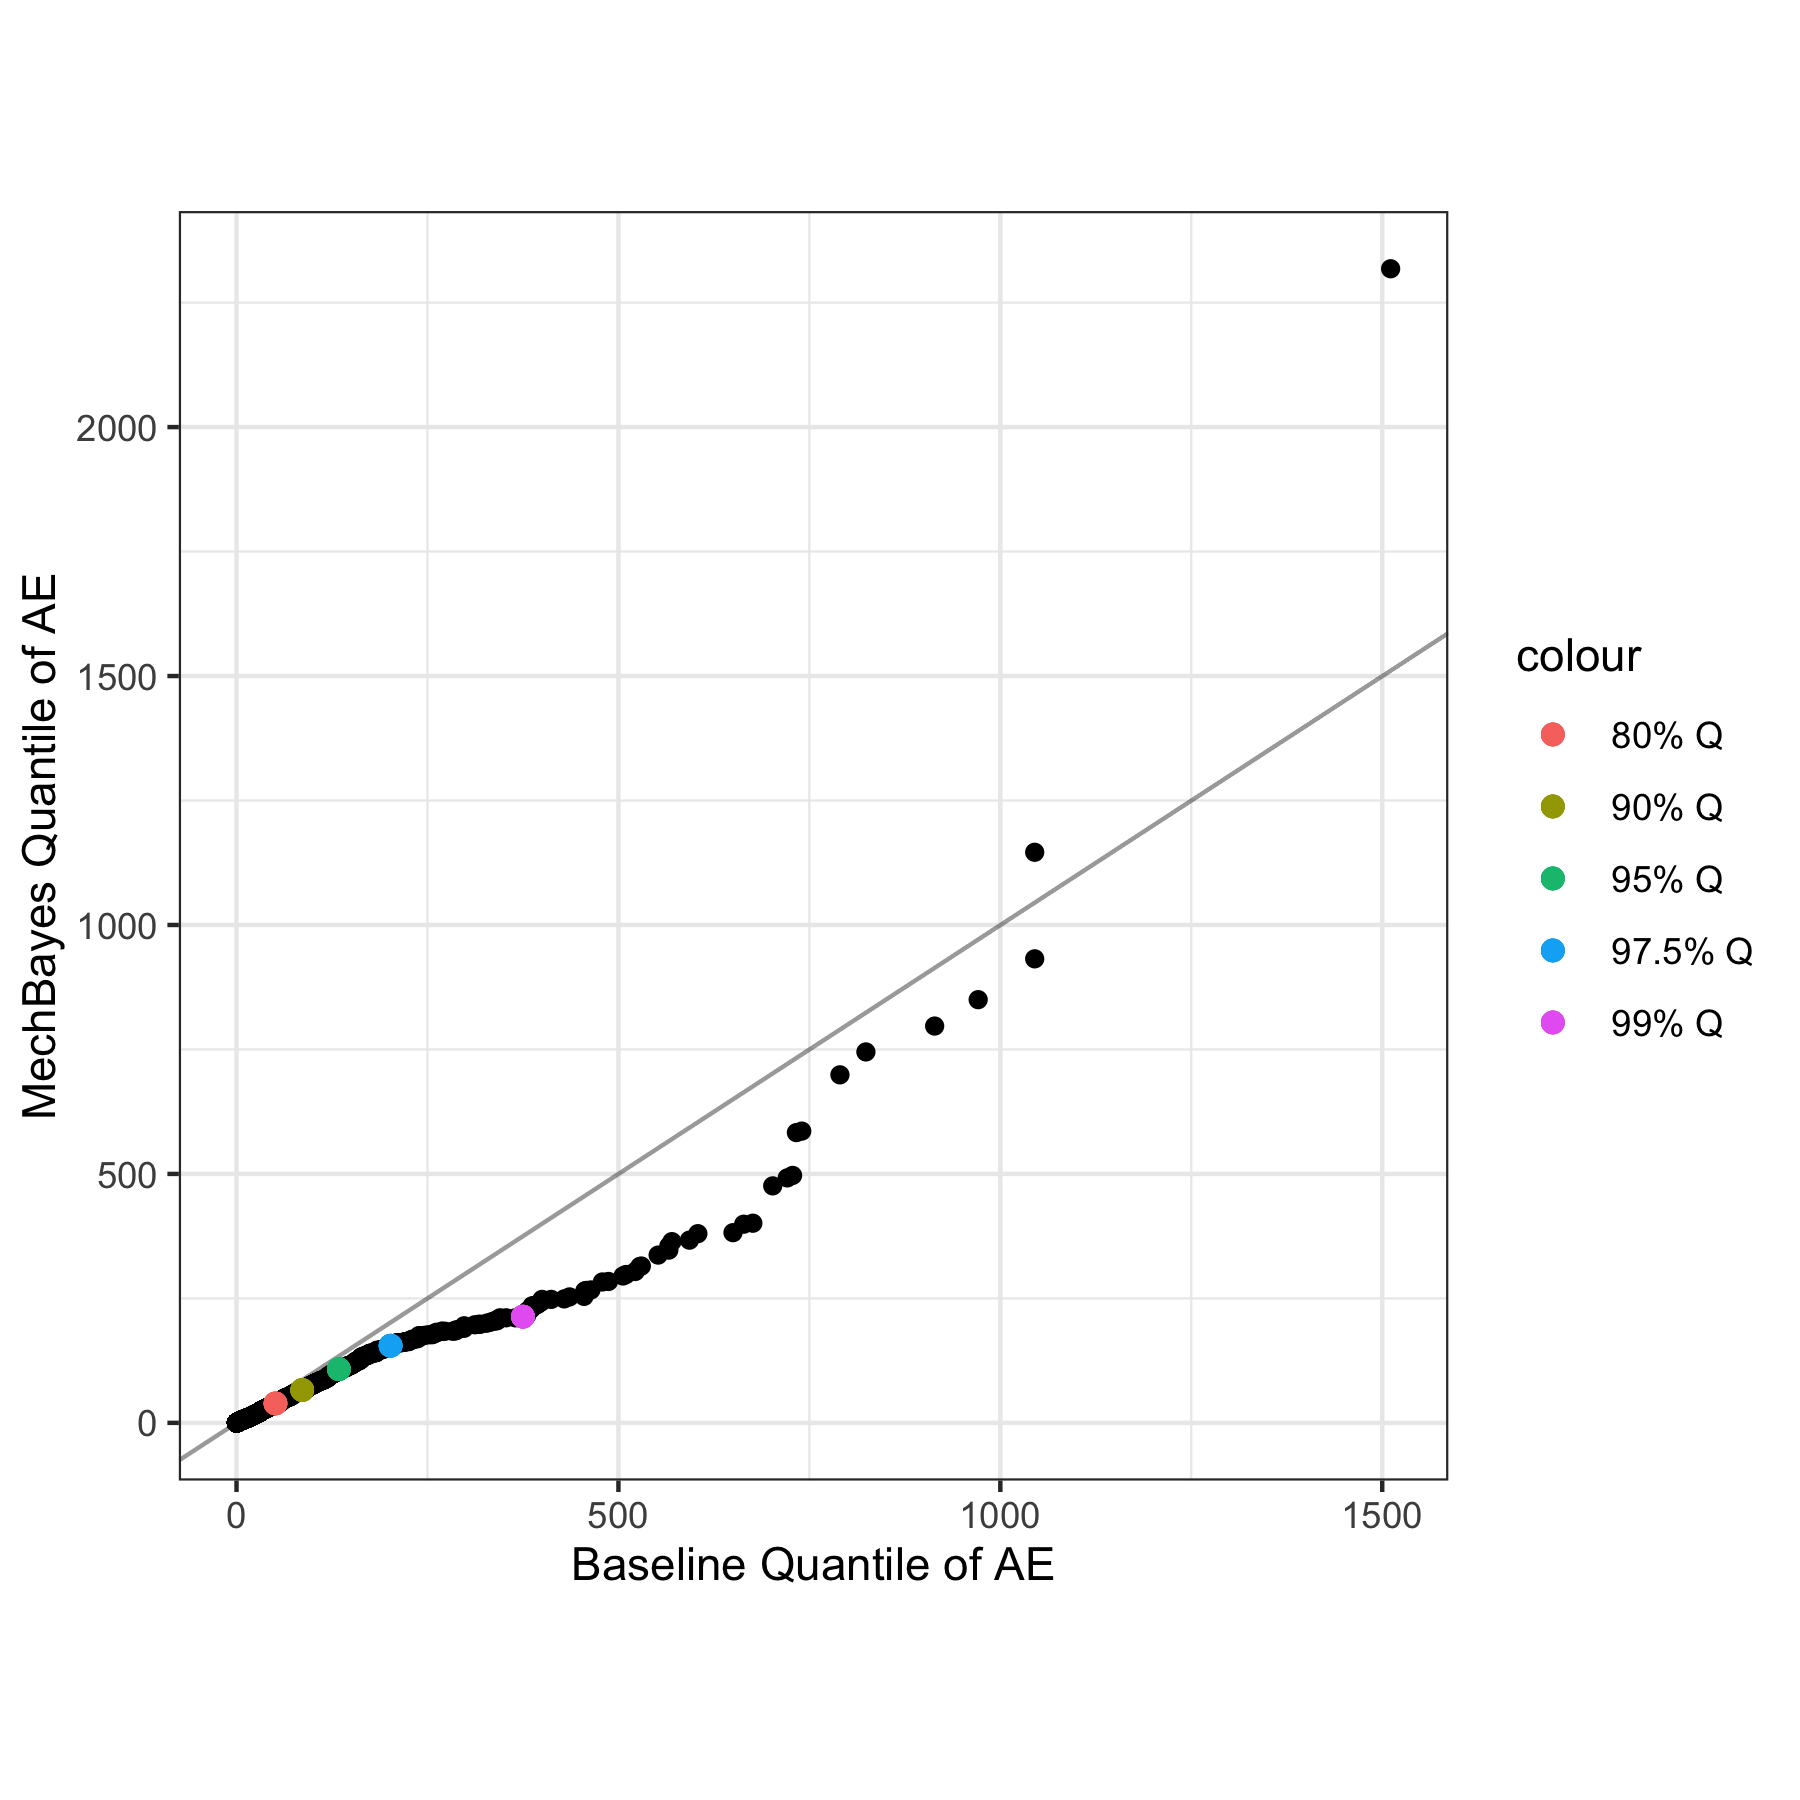 MechBayes Quantile of AE
2000
1500
1000
500
0
0 500 1000 1500
Baseline Quantile of AE
colour
80% Q
90% Q
95% Q
97.5% Q
99% Q